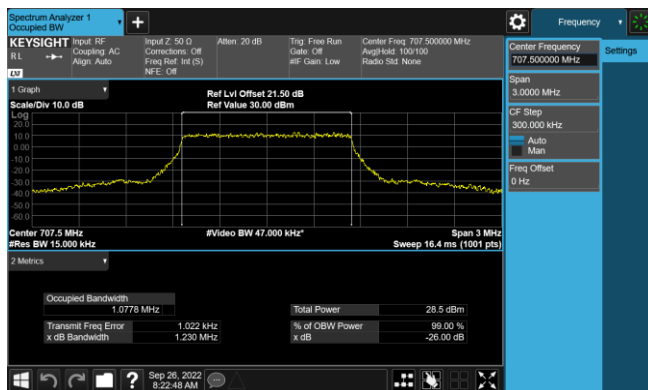 Spectrum Analyzer 1
Occupied BW
Frequency
KEYSIGHT
Input: RF
Input Z: 50 Ω
Atten: 20 dB
Trig: Free Run
Center Freq: 707.500000 MHz
RL
Coupling: AC
Corrections: Off
Gate: Off
Avg|Hold: 100/100
Align: Auto
Freq Ref: Int (S)
#IF Gain: Low
Radio Std: None
NFE: Off
LXI
Center Frequency
707.500000 MHz
Settings
Span
3.0000 MHz
CF Step
300.000 kHz
Auto
Man
Freq Offset
0 Hz
1 Graph
Ref Lvl Offset 21.50 dB
Scale/Div 10.0 dB
Ref Value 30.00 dBm
Log
20.0
10.0
0.00
-10.0
-20.0
-30.0
-40.0
-50.0
-60.0
Center 707.5 MHz
#Video BW 47.000 kHz*
Span 3 MHz
#Res BW 15.000 kHz
Sweep 16.4 ms (1001 pts)
2 Metrics
Occupied Bandwidth
1.0778 MHz
Total Power 28.5 dBm
Transmit Freq Error 1.022 kHz
% of OBW Power 99.00 %
x dB Bandwidth 1.230 MHz
x dB -26.00 dB
?
Sep 26, 2022
8:22:48 AM